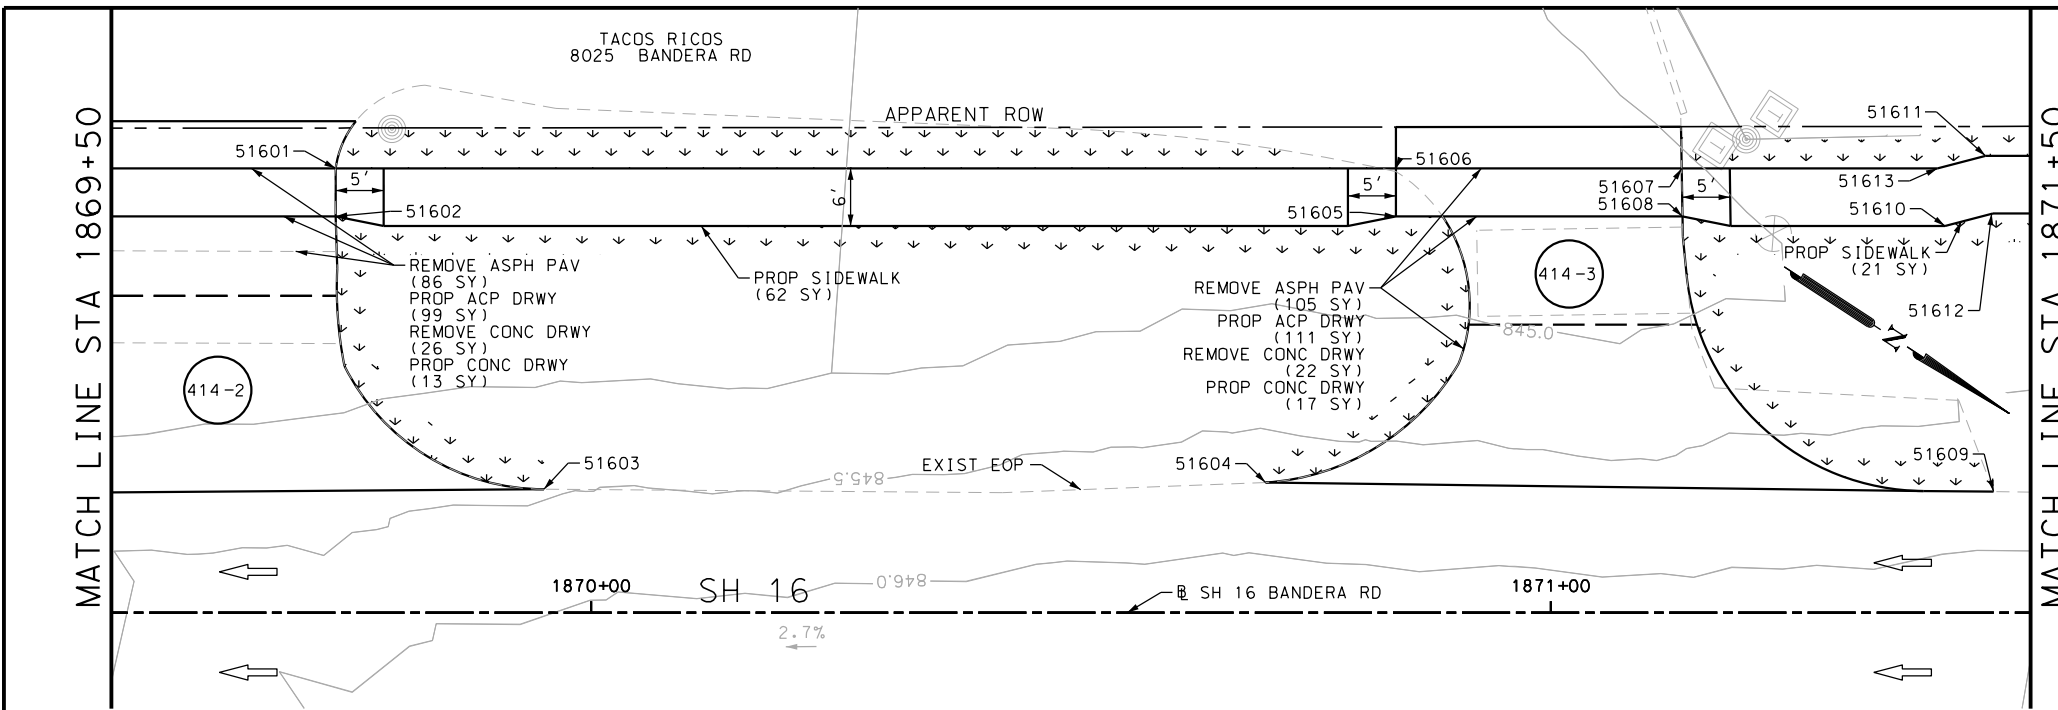 TACOS RICOS
8025 BANDERA RD
MATCH LINE STA 1869+50
MATCH LINE STA 1871+50
APPARENT ROW
51601
5'
51602
6'
51606
5'
51605
51607
51608
5'
51611
51613
51610
PROP SIDEWALK
(21 SY)
51612
REMOVE ASPH PAV
(86 SY)
PROP ACP DRWY
(99 SY)
REMOVE CONC DRWY
(26 SY)
PROP CONC DRWY
(13 SY)
PROP SIDEWALK
(62 SY)
REMOVE ASPH PAV
(105 SY)
PROP ACP DRWY
(111 SY)
REMOVE CONC DRWY
(22 SY)
PROP CONC DRWY
(17 SY)
414-3
845.0
N
414-2
51603
EXIST EOP
51604
51609
845.5
846.0
1870+00
SH 16
1871+00
BL SH 16 BANDERA RD
2.7%